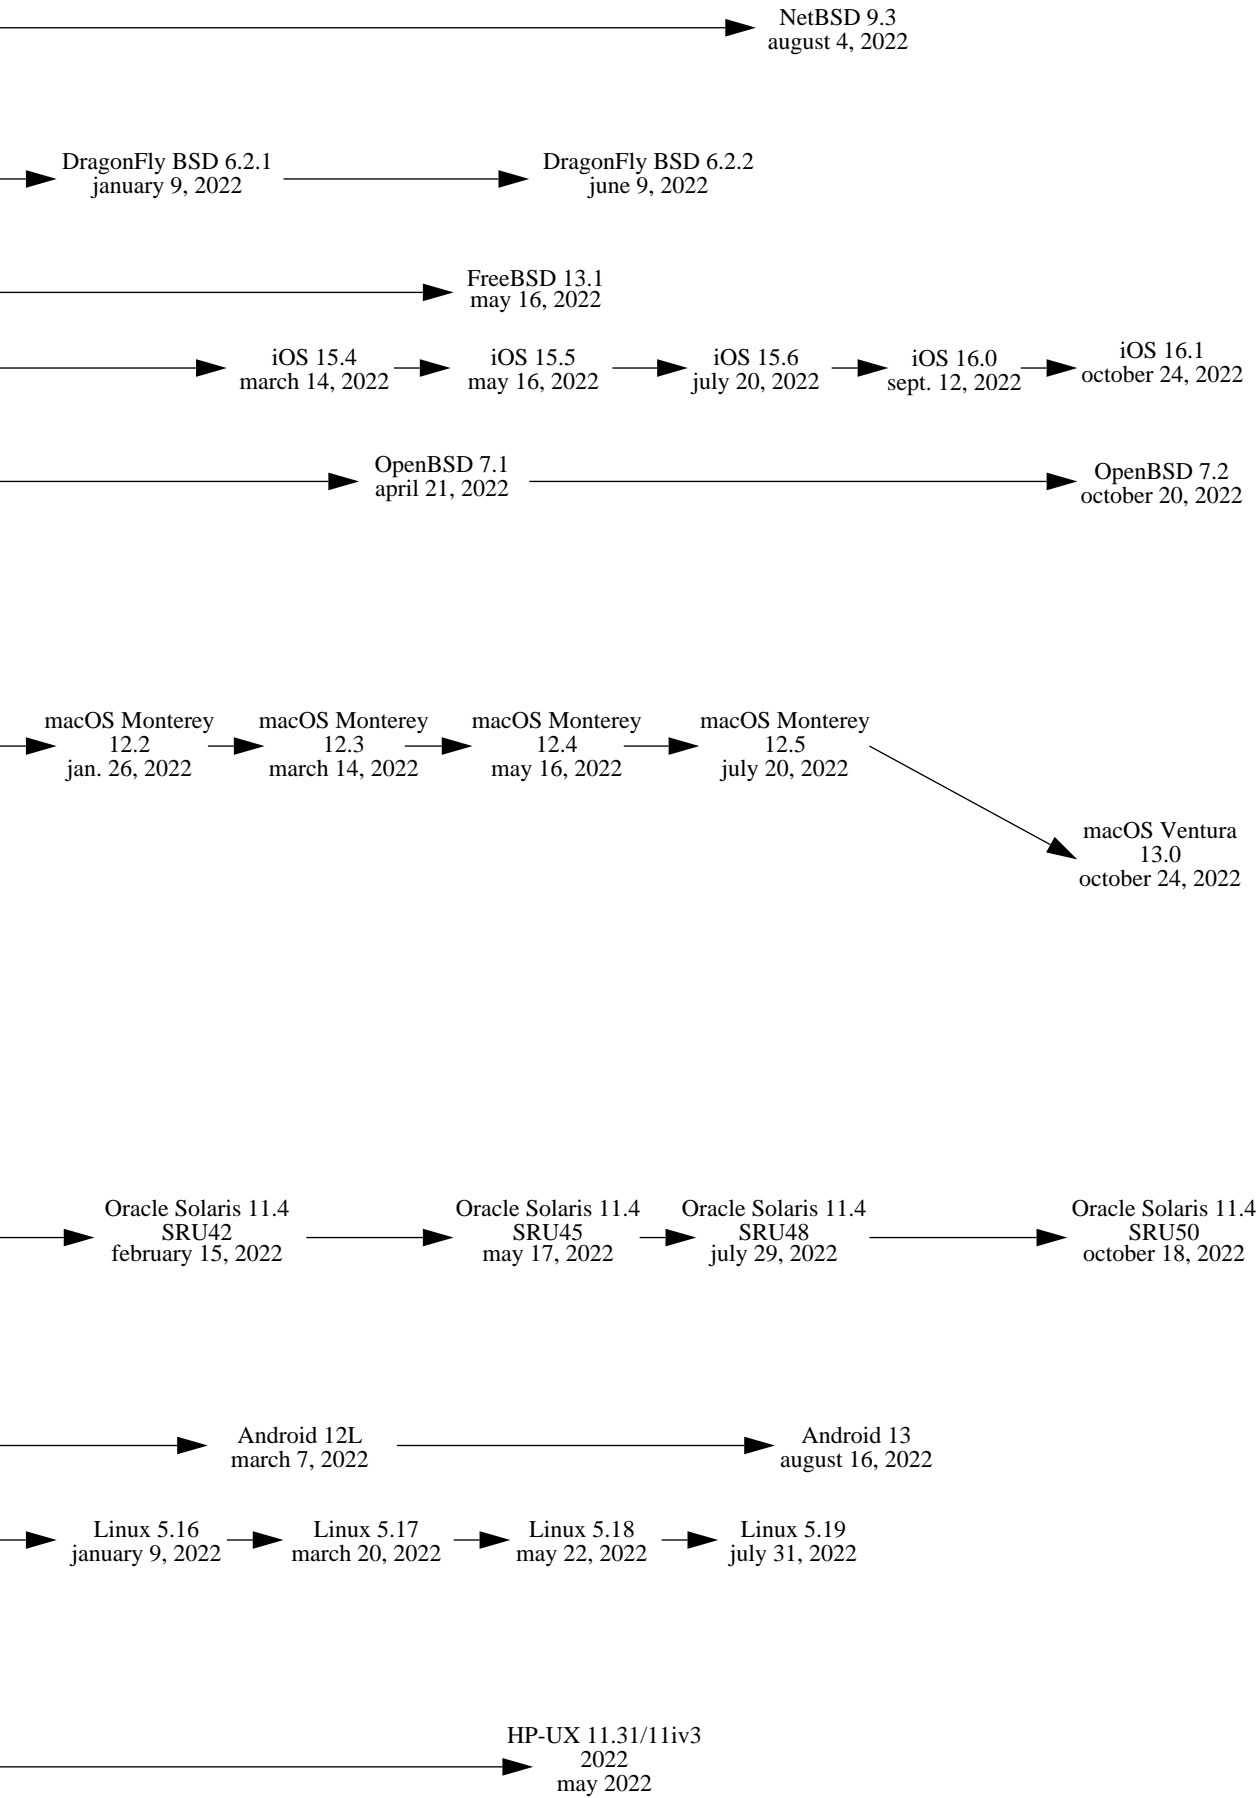 NetBSD 9.3
august 4, 2022
DragonFly BSD 6.2.1
january 9, 2022
DragonFly BSD 6.2.2
june 9, 2022
FreeBSD 13.1
may 16, 2022
iOS 15.4
march 14, 2022
iOS 15.5
may 16, 2022
iOS 15.6
july 20, 2022
iOS 16.0
sept. 12, 2022
iOS 16.1
october 24, 2022
OpenBSD 7.1
april 21, 2022
OpenBSD 7.2
october 20, 2022
macOS Monterey
12.2
jan. 26, 2022
macOS Monterey
12.3
march 14, 2022
macOS Monterey
12.4
may 16, 2022
macOS Monterey
12.5
july 20, 2022
macOS Ventura
13.0
october 24, 2022
Oracle Solaris 11.4
SRU42
february 15, 2022
Oracle Solaris 11.4
SRU45
may 17, 2022
Oracle Solaris 11.4
SRU48
july 29, 2022
Oracle Solaris 11.4
SRU50
october 18, 2022
Android 12L
march 7, 2022
Android 13
august 16, 2022
Linux 5.16
january 9, 2022
Linux 5.17
march 20, 2022
Linux 5.18
may 22, 2022
Linux 5.19
july 31, 2022
HP-UX 11.31/11iv3
2022
may 2022